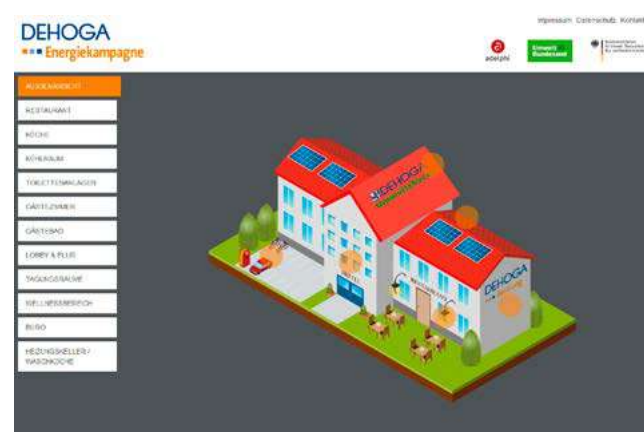 DEHOGA
Energiekampagne
Impressum Datenschutz Kontakt
adelphi
Umwelt
Bundesamt
AUSSENANSICHT
RESTAURANT
KÜCHE
KÜHLRAUM
TOILETTENANLAGEN
GÄSTEZIMMER
GÄSTEBAD
LOBBY & FLUR
TAGUNGSRÄUME
WELLNESSBEREICH
BÜRO
HEIZUNGSKELLER /
WASCHKÜCHE
DEHOGA
HOTEL
RESTAURANT
DEHOGA